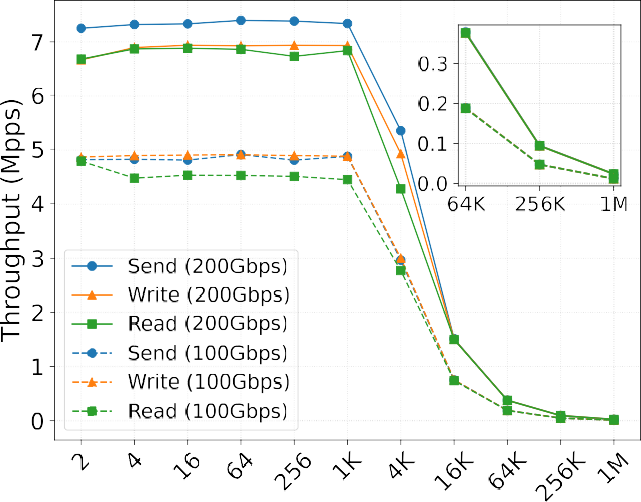 Throughput (Mpps)
7
6
5
4
3
2
1
0
2
4
16
64
256
1K
4K
16K
64K
256K
1M
Send (200Gbps)
Write (200Gbps)
Read (200Gbps)
Send (100Gbps)
Write (100Gbps)
Read (100Gbps)
0.3
0.2
0.1
0.0
64K
256K
1M